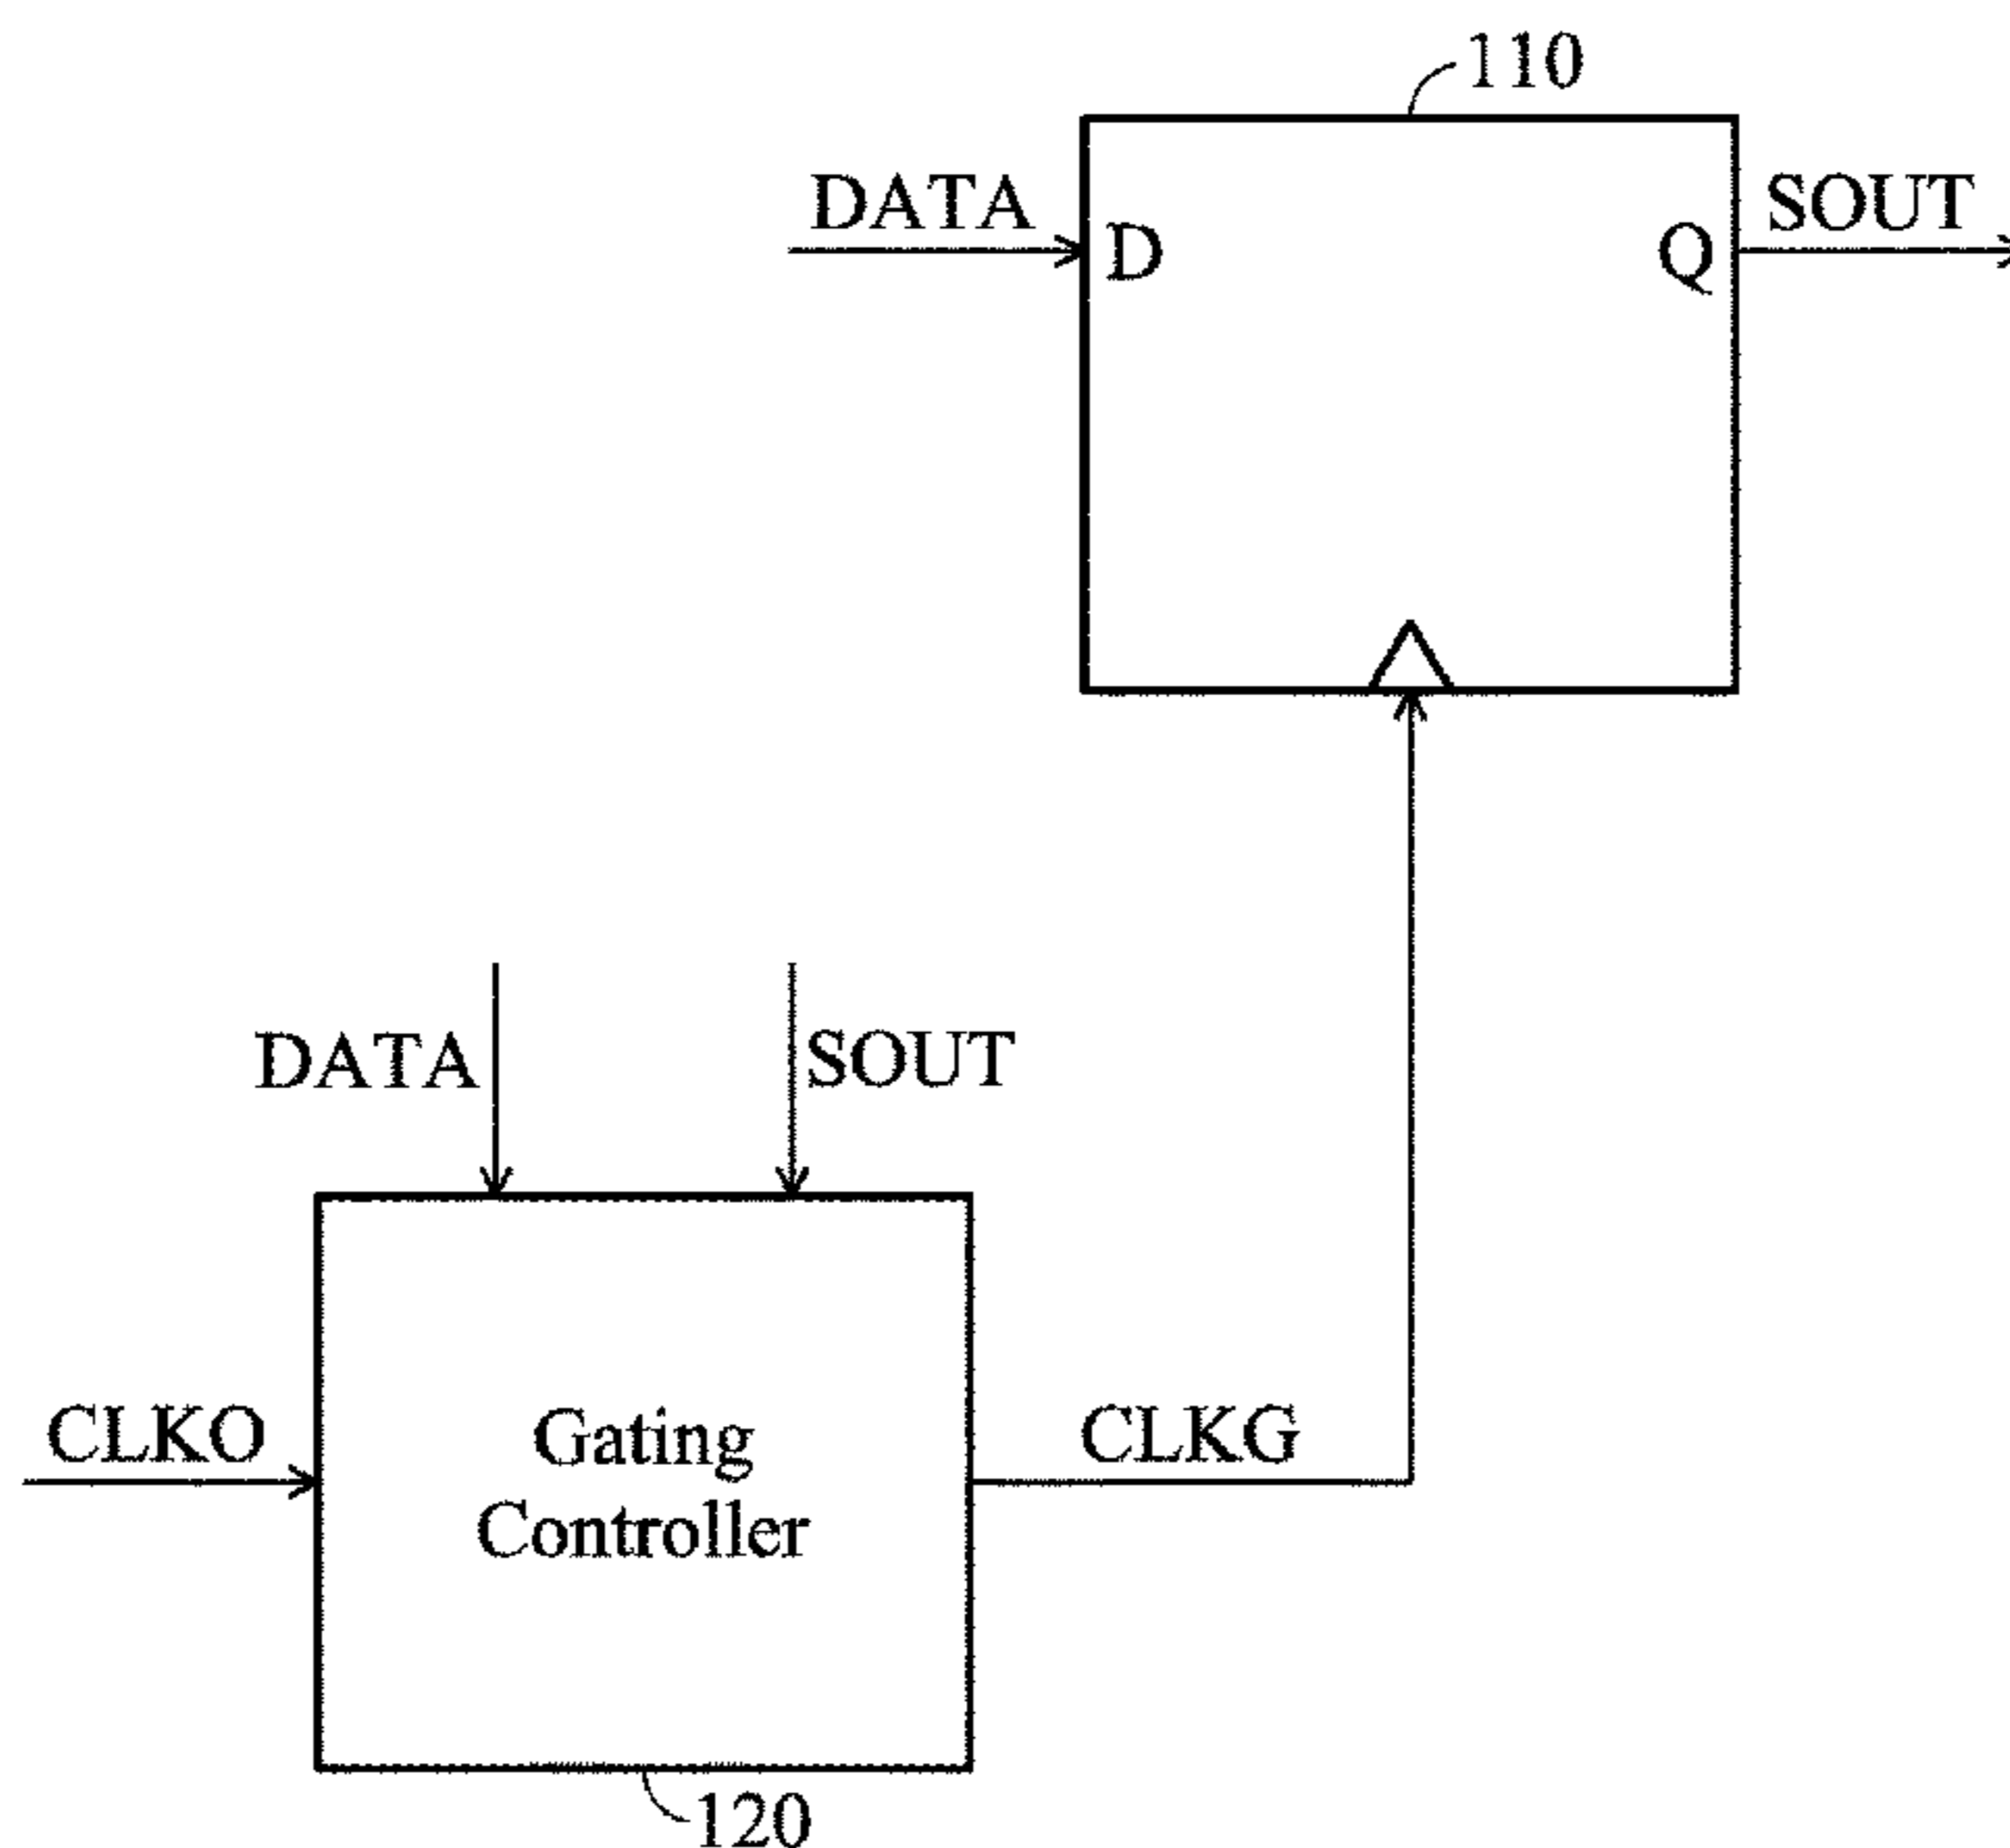 110
DATA
SOUT
D
Q
DATA
SOUT
CLKO
Gating
Controller
CLKG
120